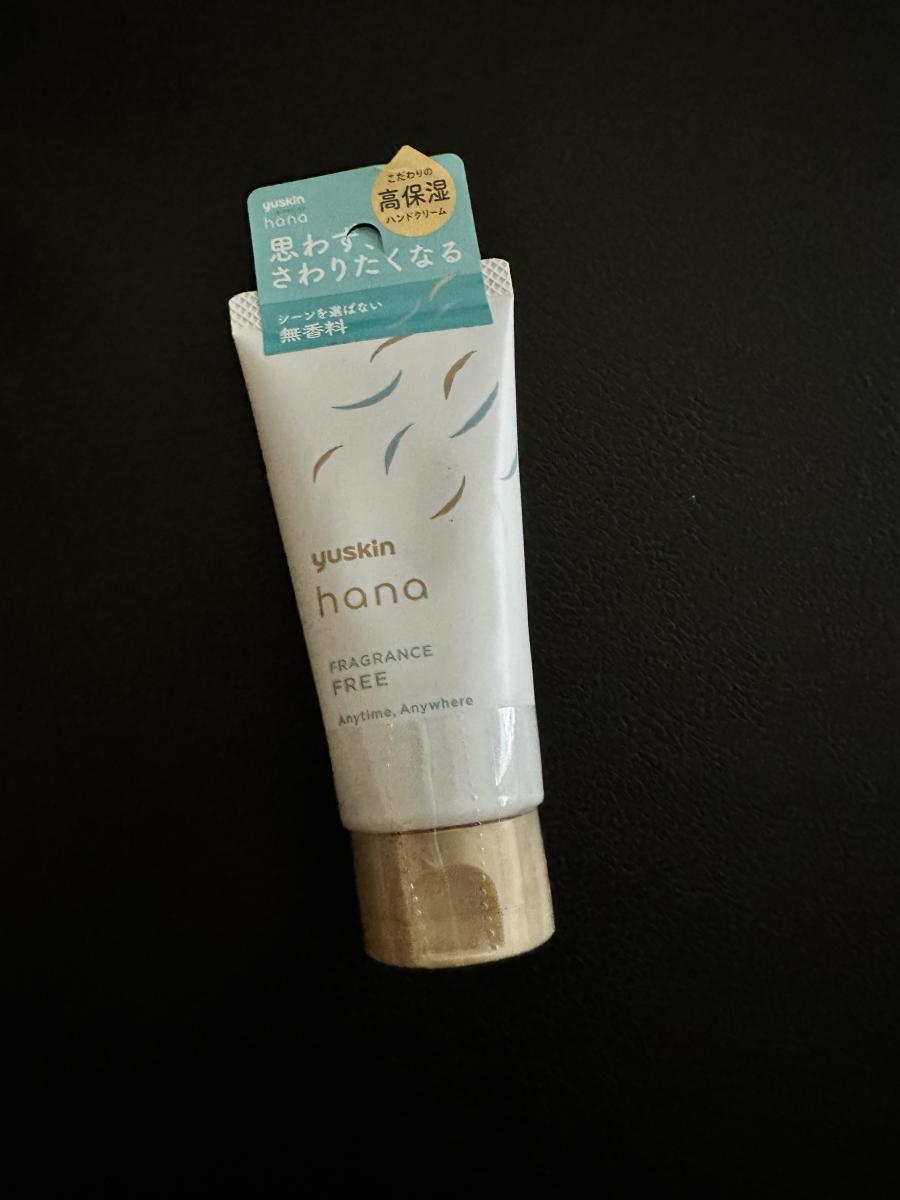 こだわりの
高保湿
ハンドクリーム
yuskin
hana
思わず、
さわりたくなる
シーンを選ばない
無香料
yuskin
hana
FRAGRANCE
FREE
Anytime, Anywhere